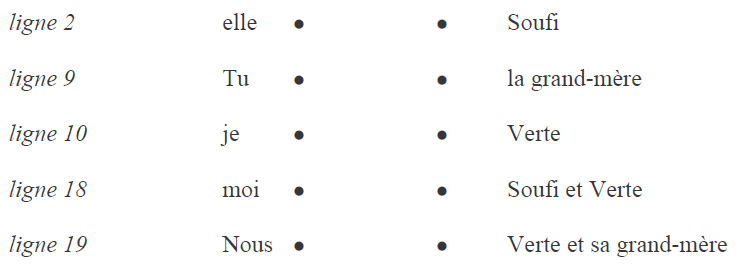 ligne 2 elle • • Soufi
ligne 9 Tu • • la grand-mère
ligne 10 je • • Verte
ligne 18 moi • • Soufi et Verte
ligne 19 Nous • • Verte et sa grand-mère